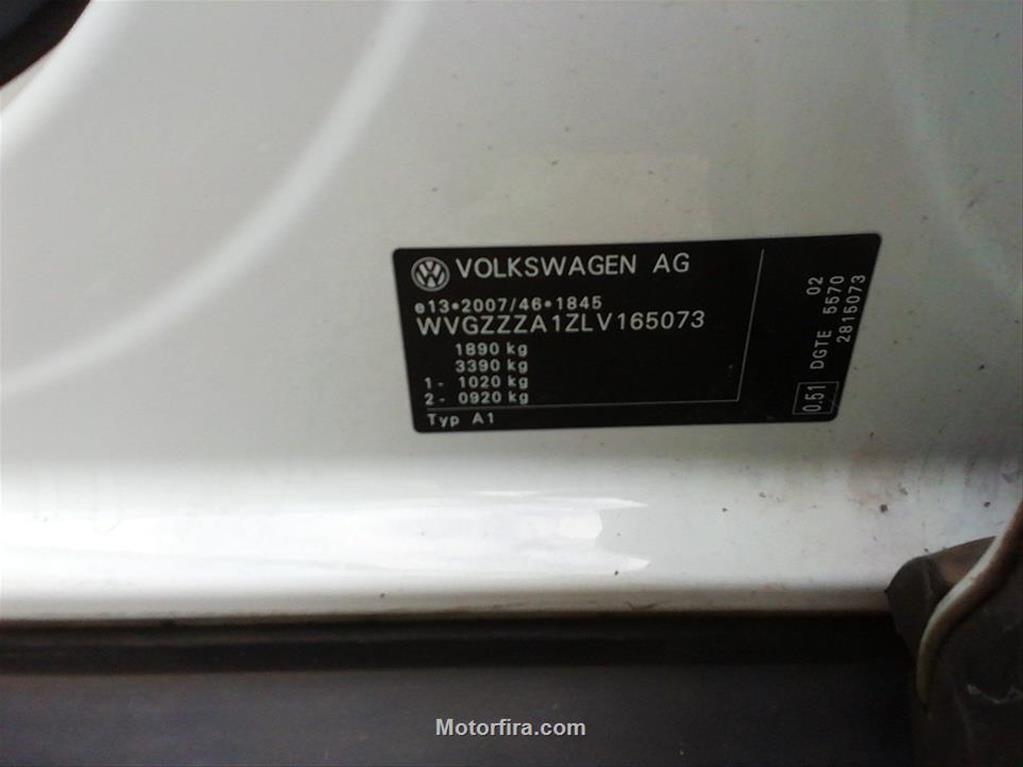 VOLKSWAGEN AG
e13*2007/46*1845
WVGZZZA1ZLV165073
1890 kg
3390 kg
1- 1020 kg
2- 0920 kg
Typ A1
02
DGTE 5570
0.51 2815073
Motorfira.com